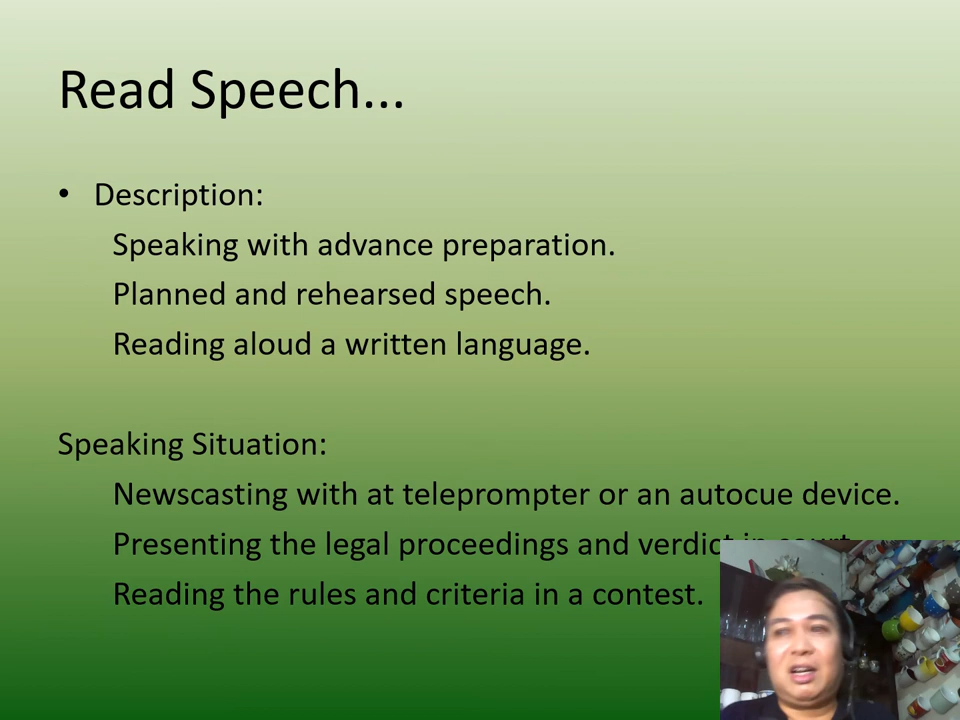 Read Speech...
• Description:
Speaking with advance preparation.
Planned and rehearsed speech.
Reading aloud a written language.
Speaking Situation:
Newscasting with at teleprompter or an autocue device.
Presenting the legal proceedings and verdict in court.
Reading the rules and criteria in a contest.